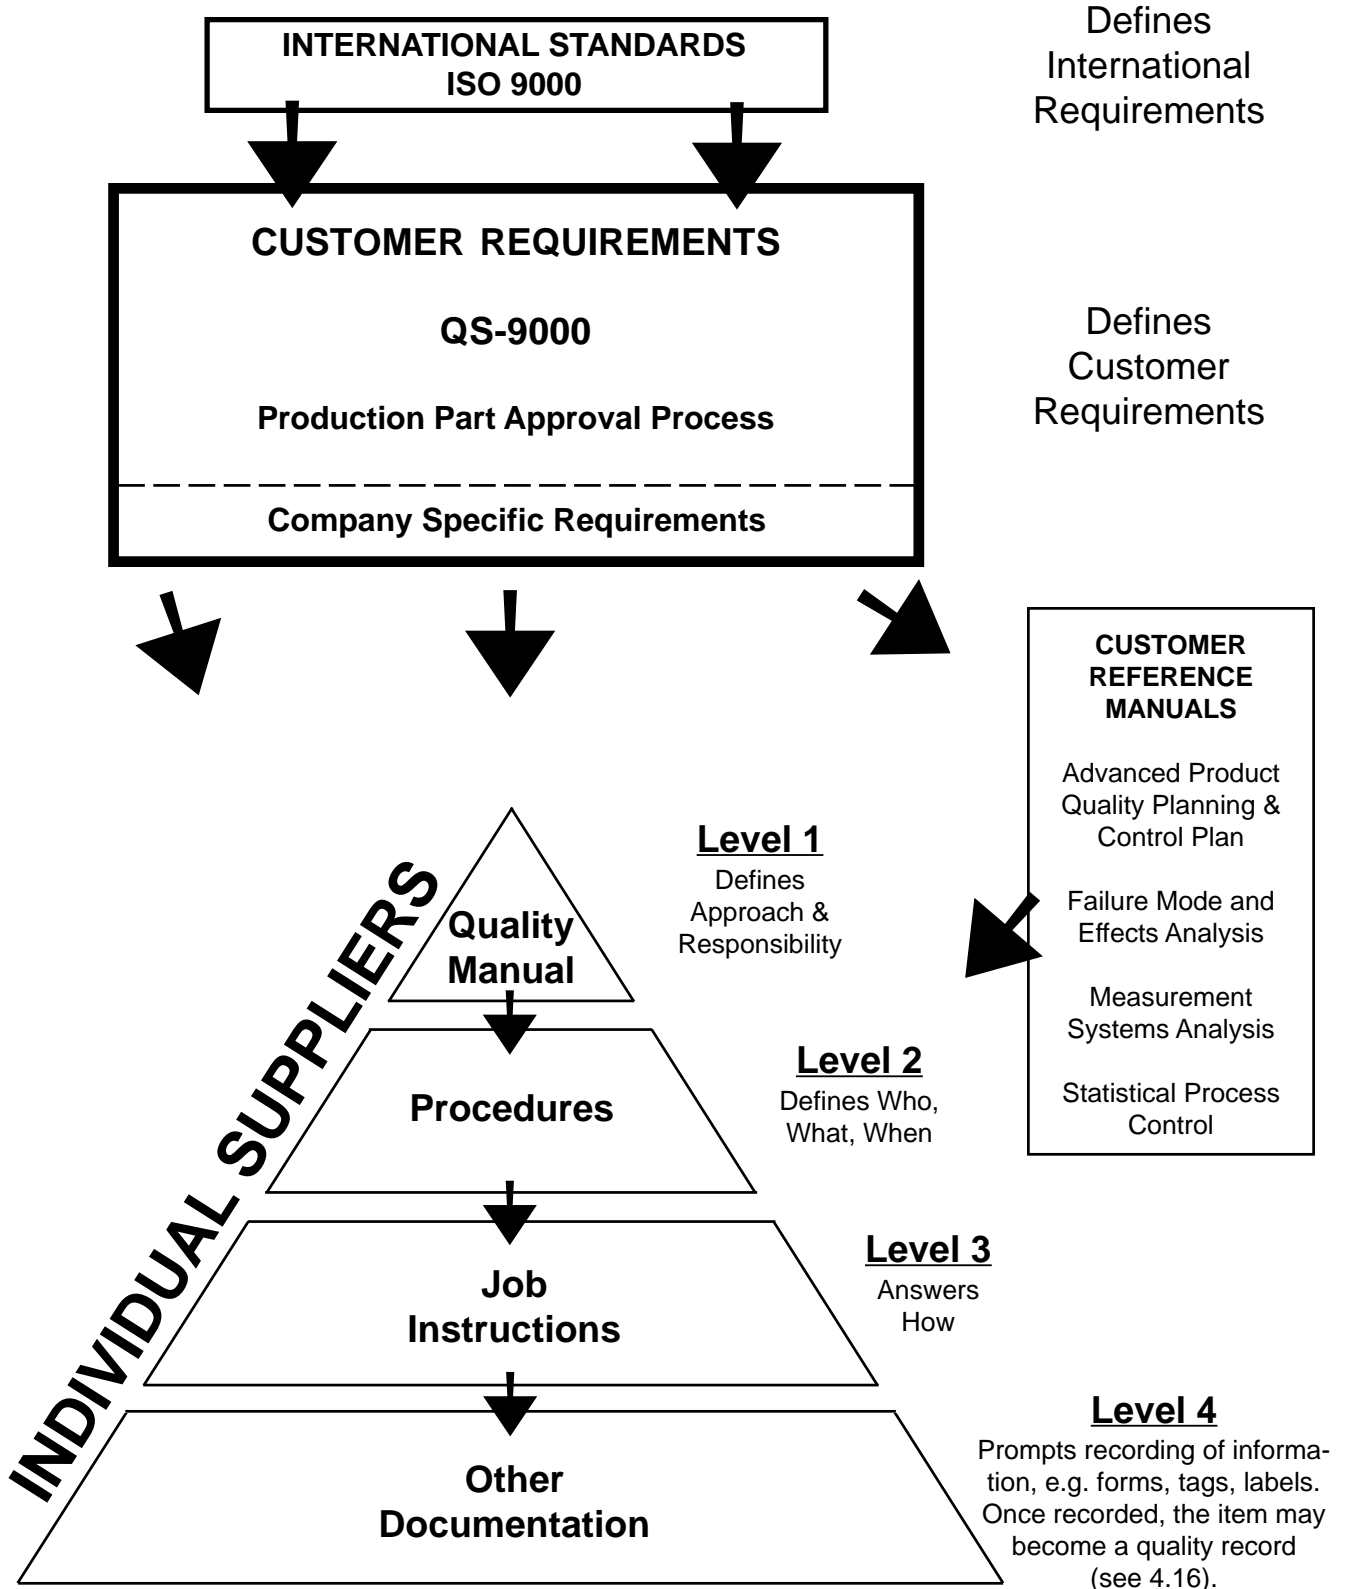 INTERNATIONAL STANDARDS
ISO 9000
Defines
International
Requirements
CUSTOMER REQUIREMENTS
QS-9000
Production Part Approval Process
Company Specific Requirements
Defines
Customer
Requirements
CUSTOMER
REFERENCE
MANUALS
Advanced Product
Quality Planning &
Control Plan
Failure Mode and
Effects Analysis
Measurement
Systems Analysis
Statistical Process
Control
INDIVIDUAL SUPPLIERS
Quality
Manual
Level 1
Defines
Approach &
Responsibility
Procedures
Level 2
Defines Who,
What, When
Job
Instructions
Level 3
Answers
How
Other
Documentation
Level 4
Prompts recording of informa-
tion, e.g. forms, tags, labels.
Once recorded, the item may
become a quality record
(see 4.16).